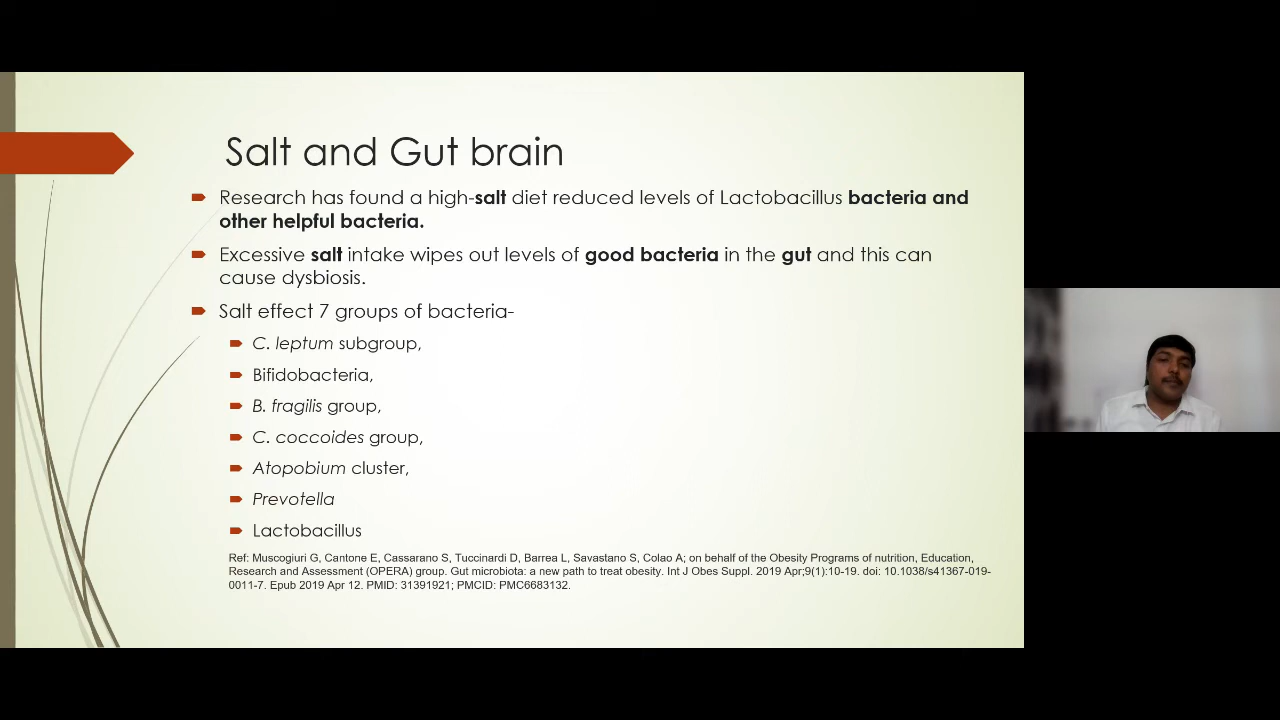 Salt and Gut brain
Research has found a high-salt diet reduced levels of Lactobacillus bacteria and
other helpful bacteria.
Excessive salt intake wipes out levels of good bacteria in the gut and this can
cause dysbiosis.
Salt effect 7 groups of bacteria-
C. leptum subgroup,
Bifidobacteria,
B. fragilis group,
C. coccoides group,
Atopobium cluster,
Prevotella
Lactobacillus
Ref: Muscogiuri G, Cantone E, Cassarano S, Tuccinardi D, Barrea L, Savastano S, Colao A; on behalf of the Obesity Programs of nutrition, Education,
Research and Assessment (OPERA) group. Gut microbiota: a new path to treat obesity. Int J Obes Suppl. 2019 Apr;9(1):10-19. doi: 10.1038/s41367-019-
0011-7. Epub 2019 Apr 12. PMID: 31391921; PMCID: PMC6683132.